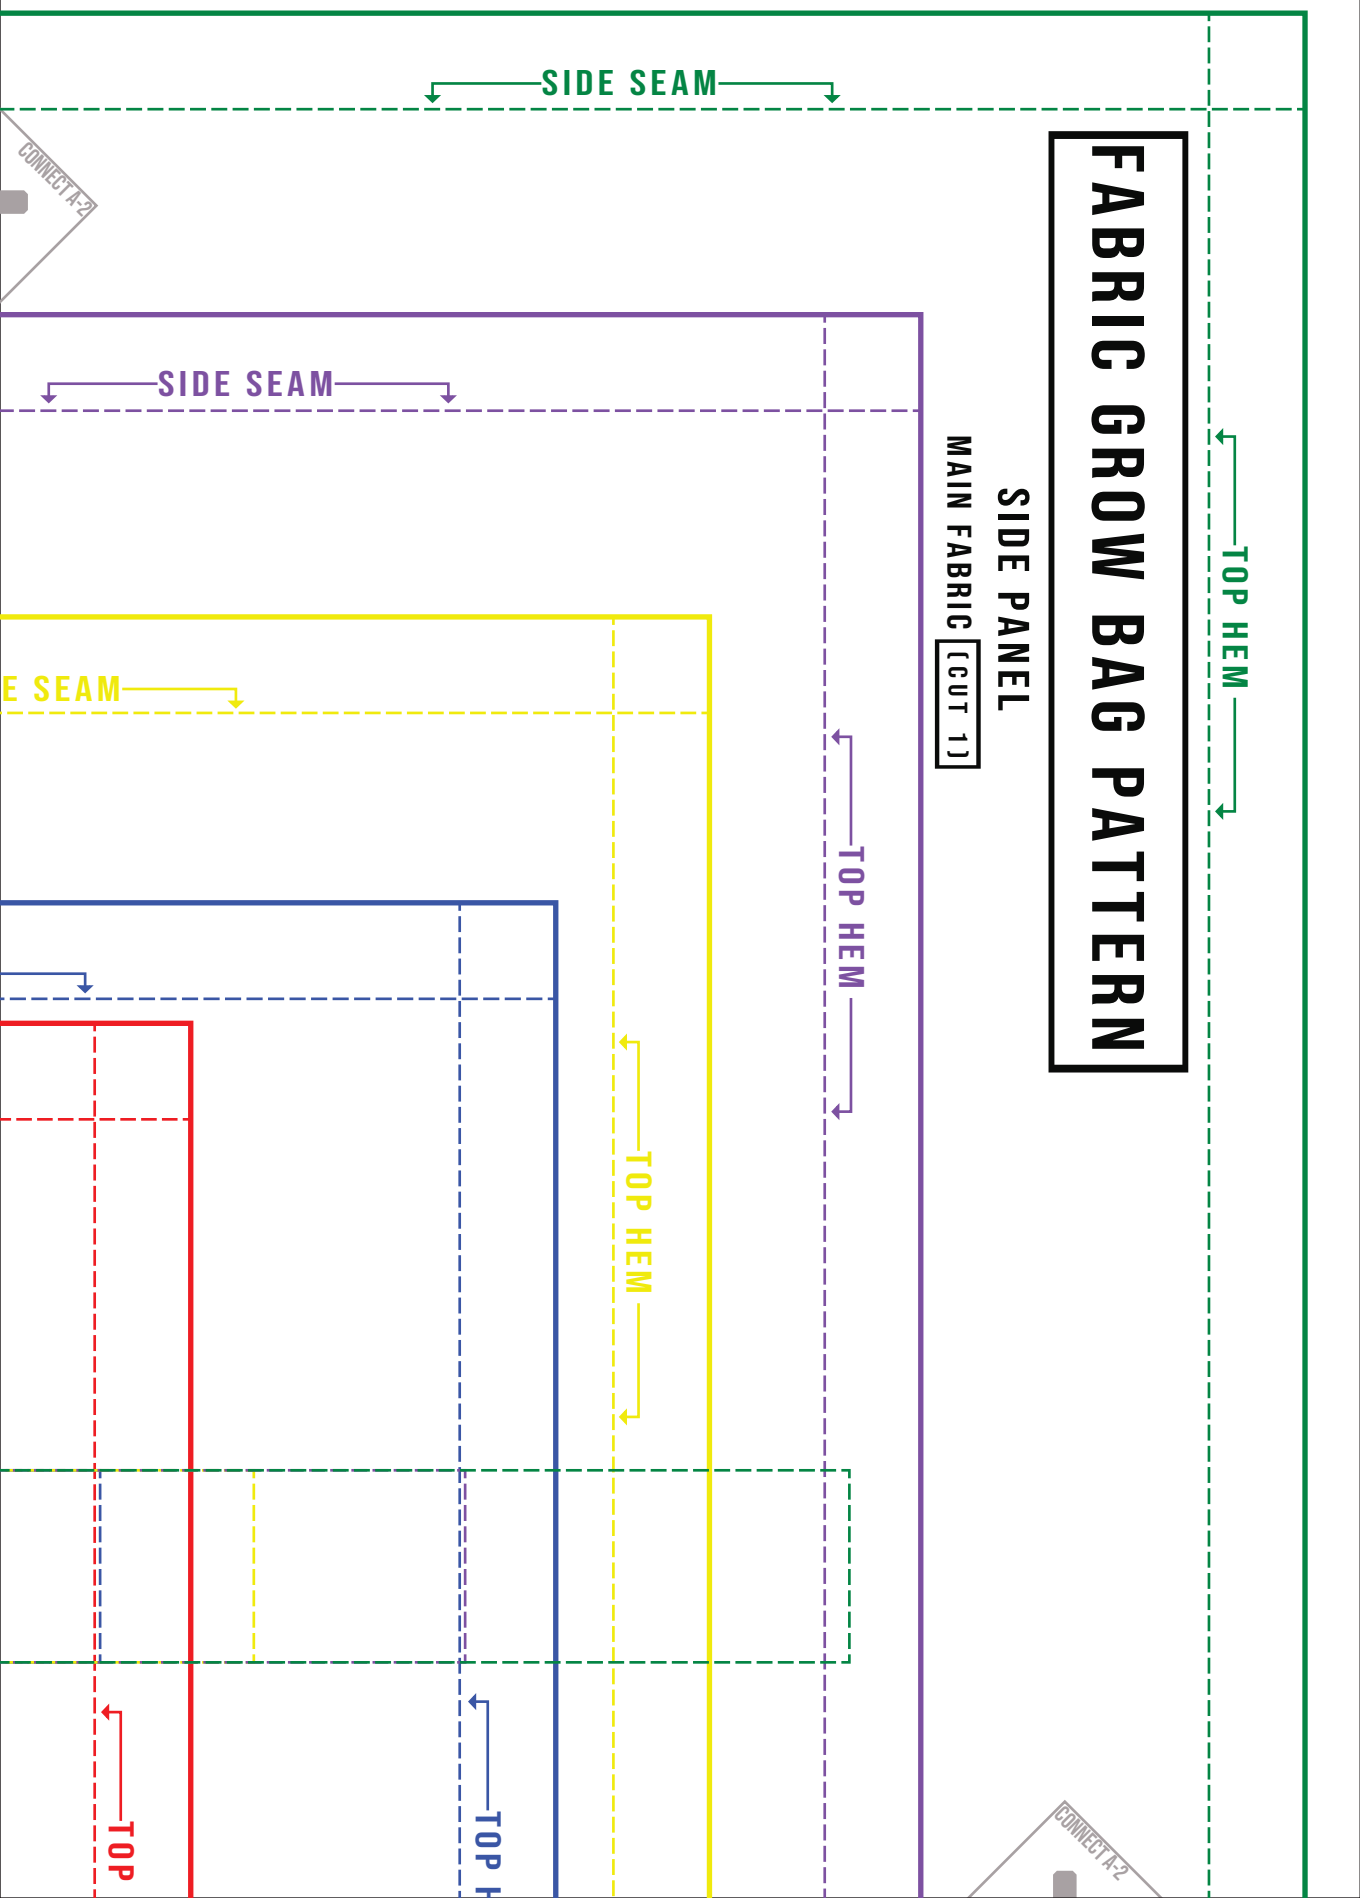 SIDE SEAM
CONNECT A-2
FABRIC GROW BAG PATTERN
SIDE PANEL
MAIN FABRIC (CUT 1)
TOP HEM
SIDE SEAM
TOP HEM
E SEAM
TOP HEM
TOP
TOP H
CONNECT A-2